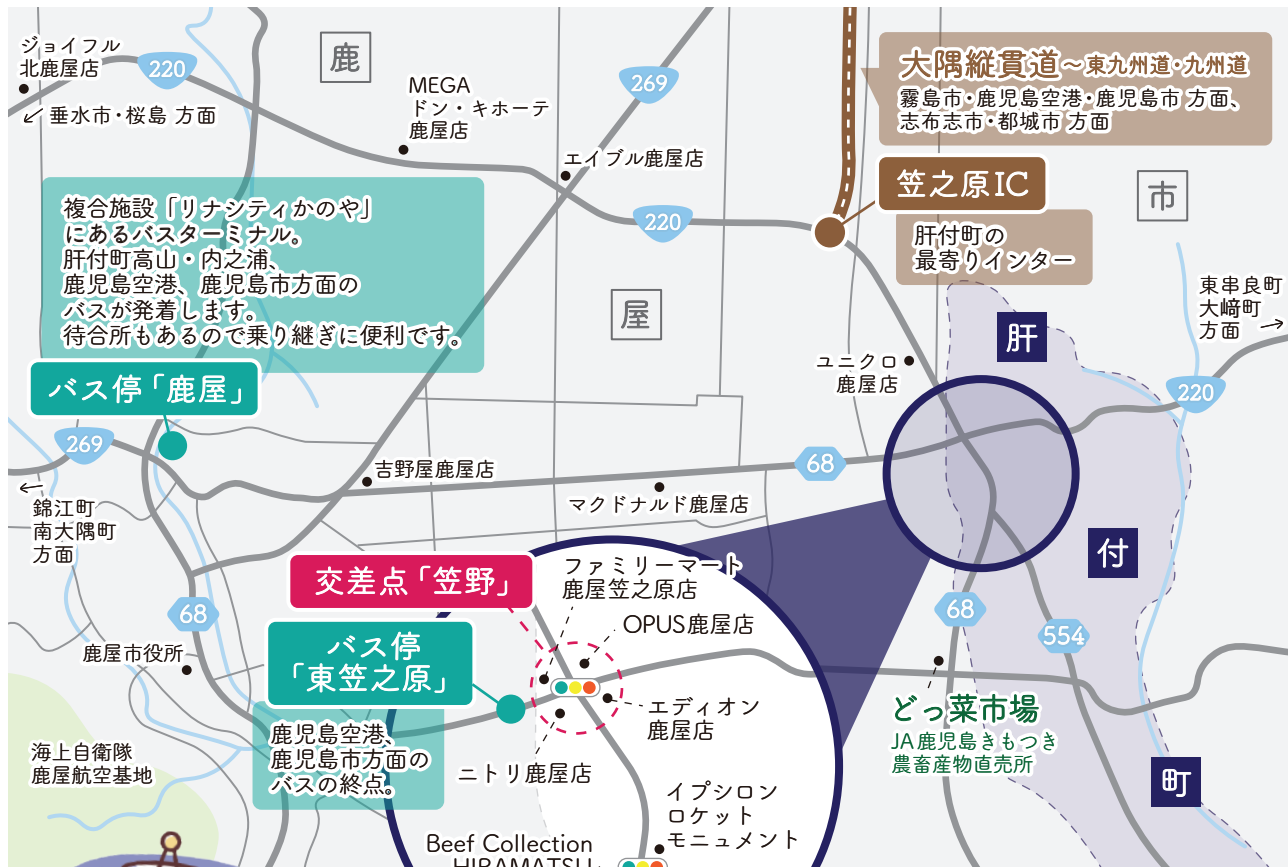 ジョイフル
北鹿屋店
220
鹿
↙ 垂水市・桜島 方面
MEGA
ドン・キホーテ
鹿屋店
269
エイブル鹿屋店
大隅縦貫道～東九州道・九州道
霧島市・鹿児島空港・鹿児島市 方面、
志布志市・都城市 方面
笠之原IC
肝付町の
最寄りインター
市
220
複合施設「リナシティかのや」
にあるバスターミナル。
肝付町高山・内之浦、
鹿児島空港、鹿児島市方面の
バスが発着します。
待合所もあるので乗り継ぎに便利です。
屋
東串良町
大﨑町
方面 →
肝
ユニクロ
鹿屋店
バス停「鹿屋」
220
269
吉野屋鹿屋店
68
マクドナルド鹿屋店
←
錦江町
南大隅町
方面
付
交差点「笠野」
ファミリーマート
鹿屋笠之原店
68
OPUS鹿屋店
68
554
バス停
「東笠之原」
鹿屋市役所
エディオン
鹿屋店
どっ菜市場
JA鹿児島きもつき
農畜産物直売所
鹿児島空港、
鹿児島市方面の
バスの終点。
ニトリ鹿屋店
海上自衛隊
鹿屋航空基地
町
イプシロン
ロケット
モニュメント
Beef Collection
HIRAMATSU